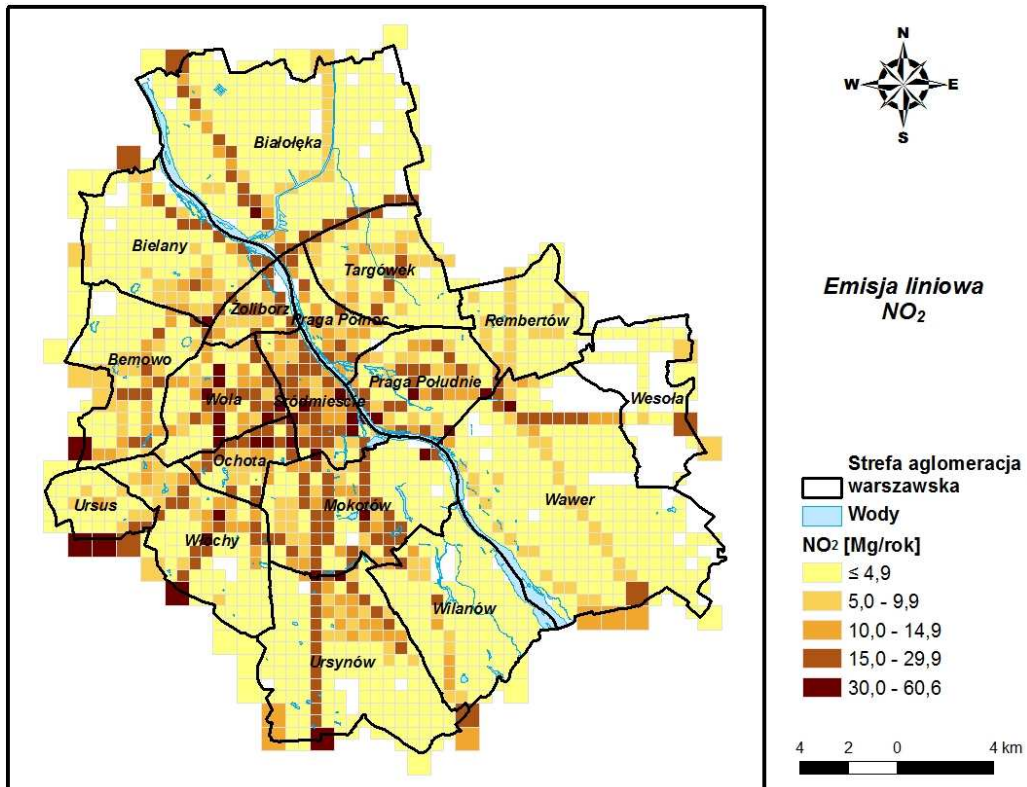 N
W E
S
Białołęka
Bielany
Targówek
Żoliborz
Praga Północ
Rembertów
Bemowo
Praga Południe
Wesoła
Wola
Śródmieście
Ochota
Ursus
Mokotów
Wawer
Włochy
Wilanów
Ursynów
Emisja liniowa
NO₂
Strefa aglomeracja
warszawska
Wody
NO₂ [Mg/rok]
≤ 4,9
5,0 - 9,9
10,0 - 14,9
15,0 - 29,9
30,0 - 60,6
4 2 0 4 km